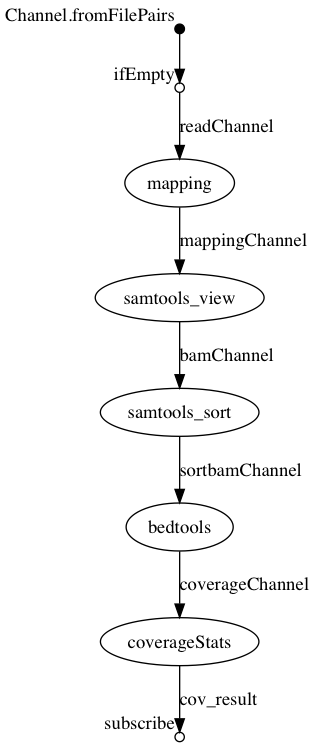 Channel.fromFilePairs
ifEmpty
readChannel
mapping
mappingChannel
samtools_view
bamChannel
samtools_sort
sortbamChannel
bedtools
coverageChannel
coverageStats
cov_result
subscribe